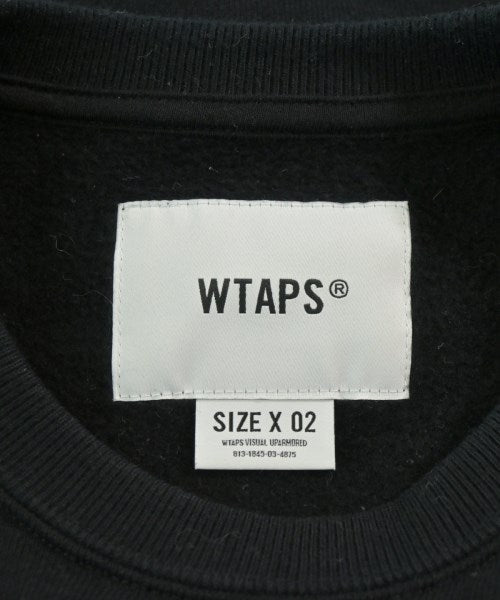 WTAPS®
SIZE X 02
WTAPS VISUAL UPARMORED
813-1845-03-4875